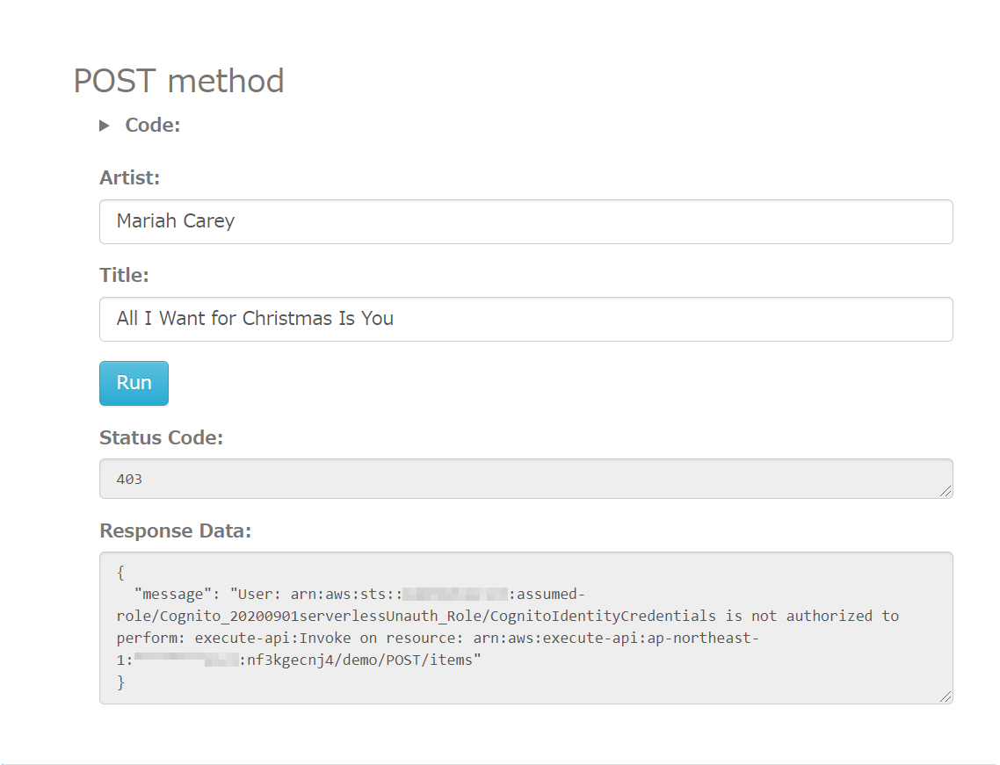 POST method
Code:
Artist:
Mariah Carey
Title:
All I Want for Christmas Is You
Run
Status Code:
403
Response Data:
{
"message": "User: arn:aws:sts:::assumed-
role/Cognito_20200901serverlessUnauth_Role/CognitoIdentityCredentials is not authorized to
perform: execute-api:Invoke on resource: arn:aws:execute-api:ap-northeast-
1::nf3kgecnj4/demo/POST/items"
}